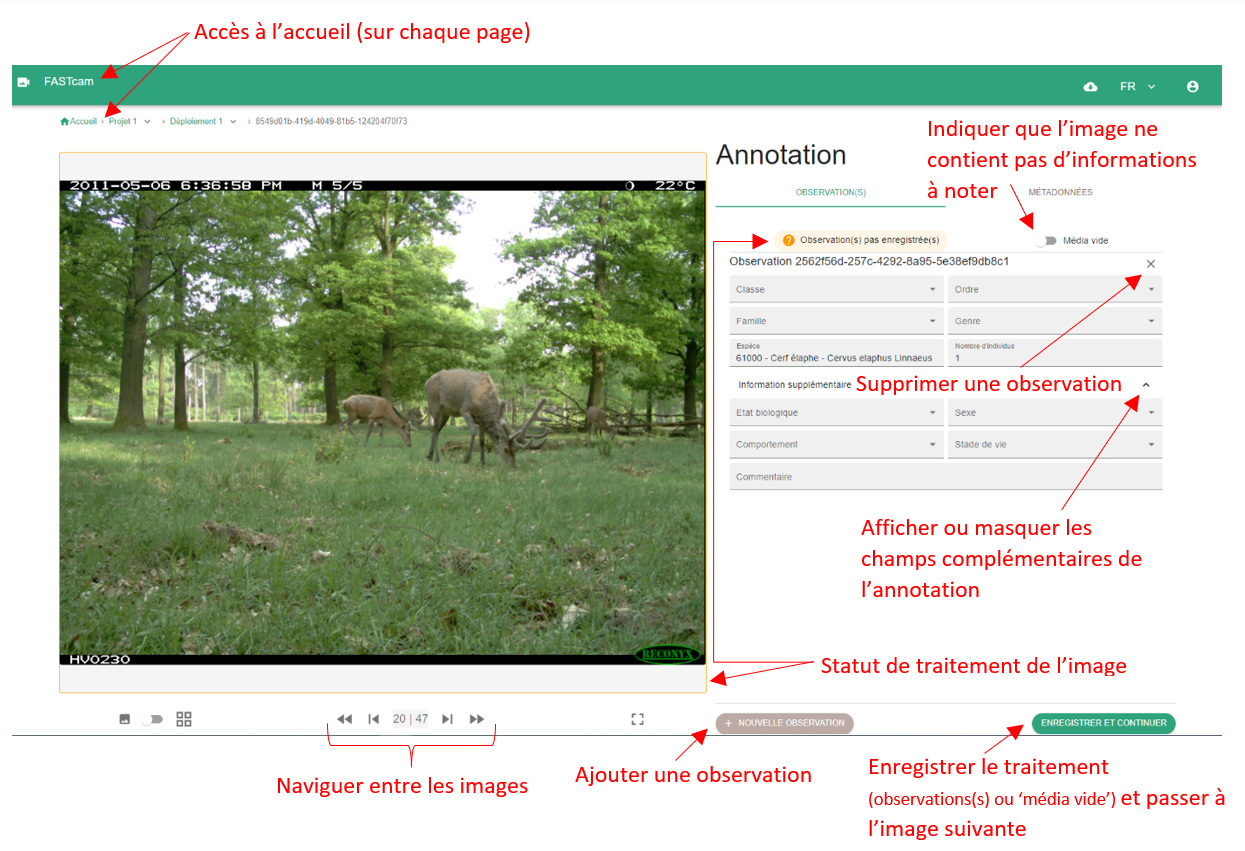 Accès à l'accueil (sur chaque page)
FASTcam
FR
Accueil › Projet 1 › Déploiement 1 › 8549d01b-419d-4049-81b5-124204f70f73
Indiquer que l'image ne
contient pas d'informations
à noter
Annotation
OBSERVATION(S) MÉTADONNÉES
2011-05-06 6:36:58 PM M 5/5 22°C
? Observation(s) pas enregistrée(s) Média vide
Observation 2562f56d-257c-4292-8a95-5e38ef9db8c1
Classe Ordre
Famille Genre
Espèce Nombre d'individus
61000 - Cerf élaphe - Cervus elaphus Linnaeus 1
Information supplémentaire
Supprimer une observation
Etat biologique Sexe
Comportement Stade de vie
Commentaire
Afficher ou masquer les
champs complémentaires de
l'annotation
HV0230 RECONYX
Statut de traitement de l'image
20 | 47
+ NOUVELLE OBSERVATION ENREGISTRER ET CONTINUER
Naviguer entre les images
Ajouter une observation
Enregistrer le traitement
(observations(s) ou 'média vide') et passer à
l'image suivante